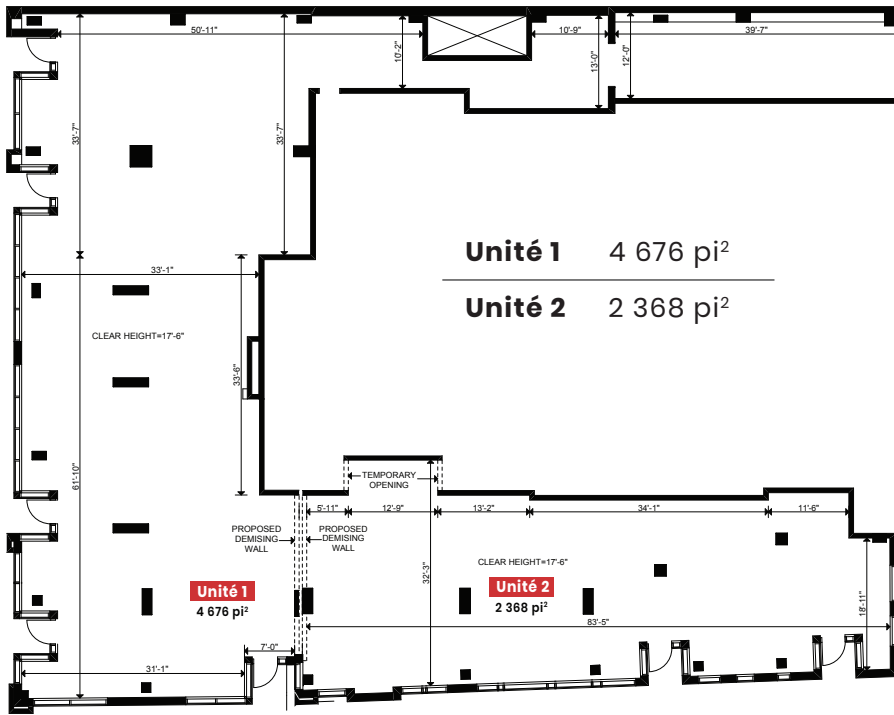 50'-11"
10'-9"
39'-7"
10'-2"
13'-0"
12'-0"
33'-7"
33'-7"
Unité 1 4 676 pi²
Unité 2 2 368 pi²
33'-1"
CLEAR HEIGHT=17'-6"
33'-6"
61'-10"
TEMPORARY
OPENING
5'-11"
12'-9"
13'-2"
34'-1"
11'-6"
PROPOSED
DEMISING
WALL
PROPOSED
DEMISING
WALL
32'-3"
CLEAR HEIGHT=17'-6"
Unité 1
4 676 pi²
Unité 2
2 368 pi²
18'-11"
83'-5"
7'-0"
31'-1"